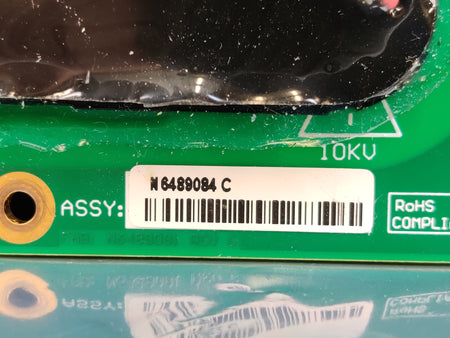 10KV
N6489084 C
ASSY:
RoHS
COMPLI